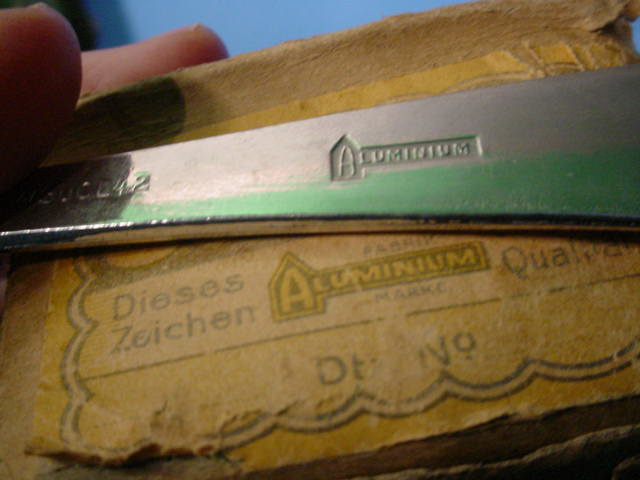 ALUMINIUM
Dieses
Zeichen
FABRIK
ALUMINIUM
MARKE
No